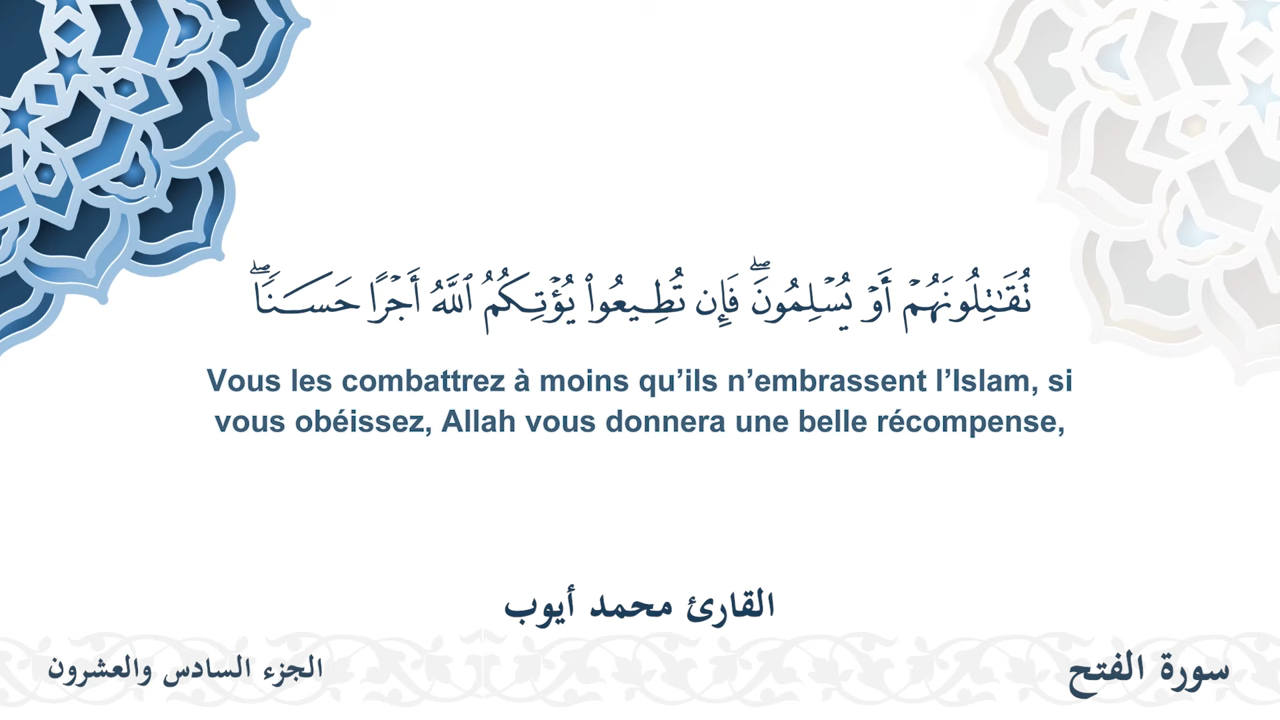 تُقَـٰتِلُونَهُمْ أَوْ يُسْلِمُونَ ۖ فَإِن تُطِيعُوا۟ يُؤْتِكُمُ ٱللَّهُ أَجْرًا حَسَنًا ۖ
Vous les combattrez à moins qu’ils n’embrassent l’Islam, si
vous obéissez, Allah vous donnera une belle récompense,
القارئ محمد أيوب
سورة الفتح
الجزء السادس والعشرون